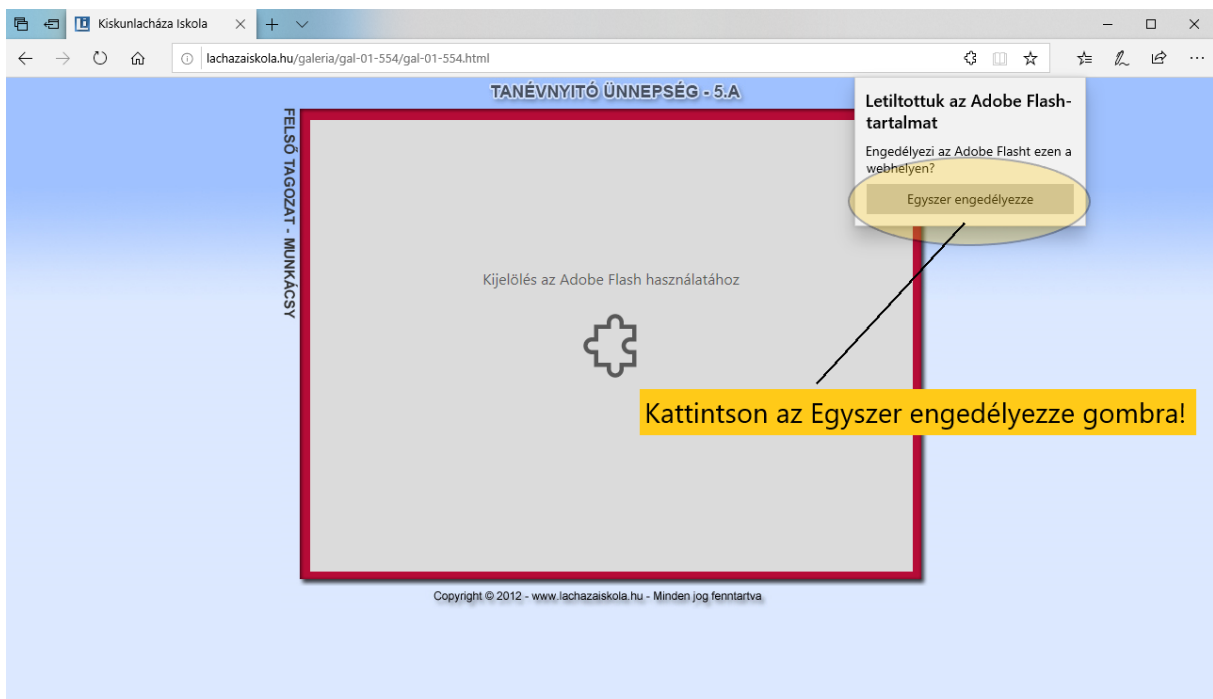 Kiskunlacháza Iskola
lachazaiskola.hu/galeria/gal-01-554/gal-01-554.html
TANÉVNYITÓ ÜNNEPSÉG - 5.A
FELSŐ TAGOZAT - MUNKÁCSY
Letiltottuk az Adobe Flash-
tartalmat
Engedélyezi az Adobe Flasht ezen a
webhelyen?
Egyszer engedélyezze
Kijelölés az Adobe Flash használatához
Kattintson az Egyszer engedélyezze gombra!
Copyright © 2012 - www.lachazaiskola.hu - Minden jog fenntartva